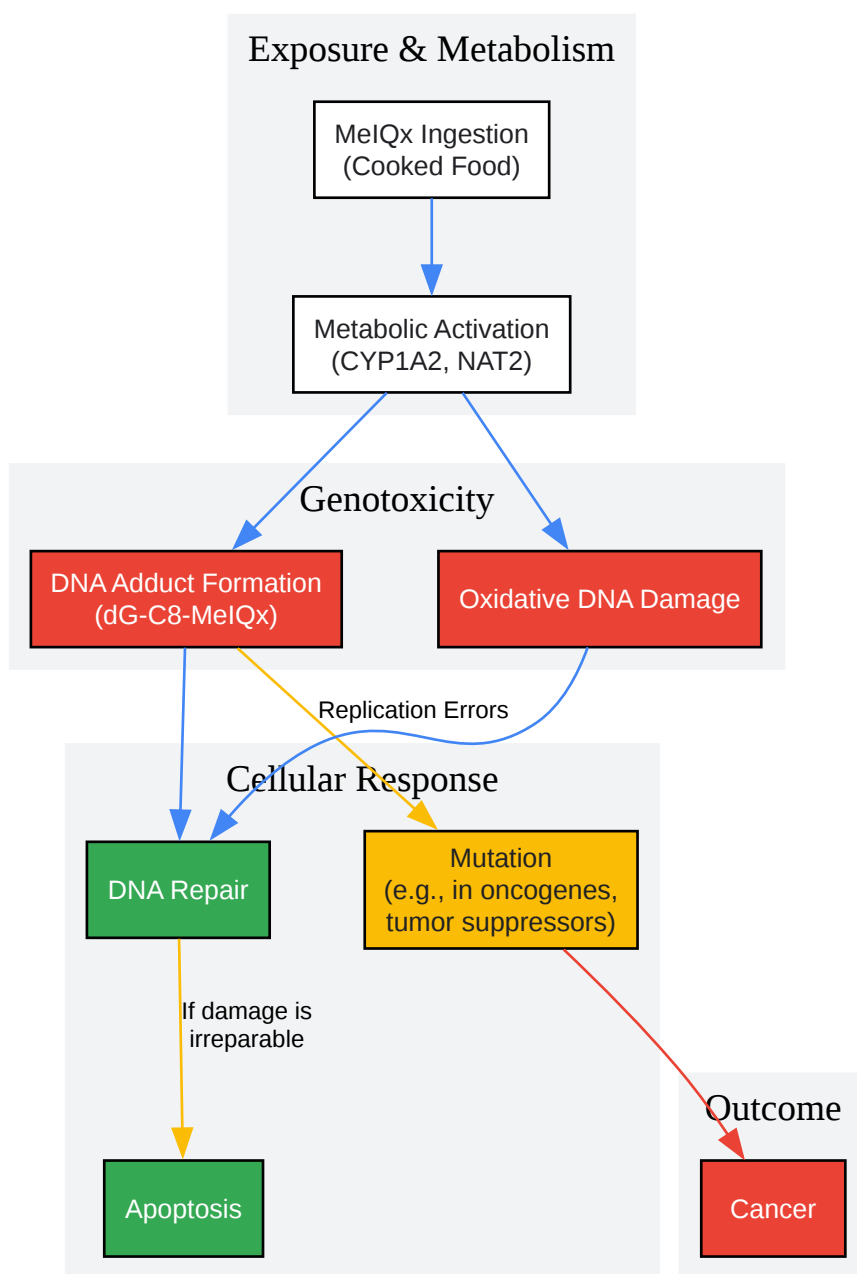 Exposure & Metabolism
MeIQx Ingestion
(Cooked Food)
Metabolic Activation
(CYP1A2, NAT2)
Genotoxicity
DNA Adduct Formation
(dG-C8-MeIQx)
Oxidative DNA Damage
Replication Errors
Cellular Response
DNA Repair
Mutation
(e.g., in oncogenes,
tumor suppressors)
If damage is
irreparable
Outcome
Apoptosis
Cancer